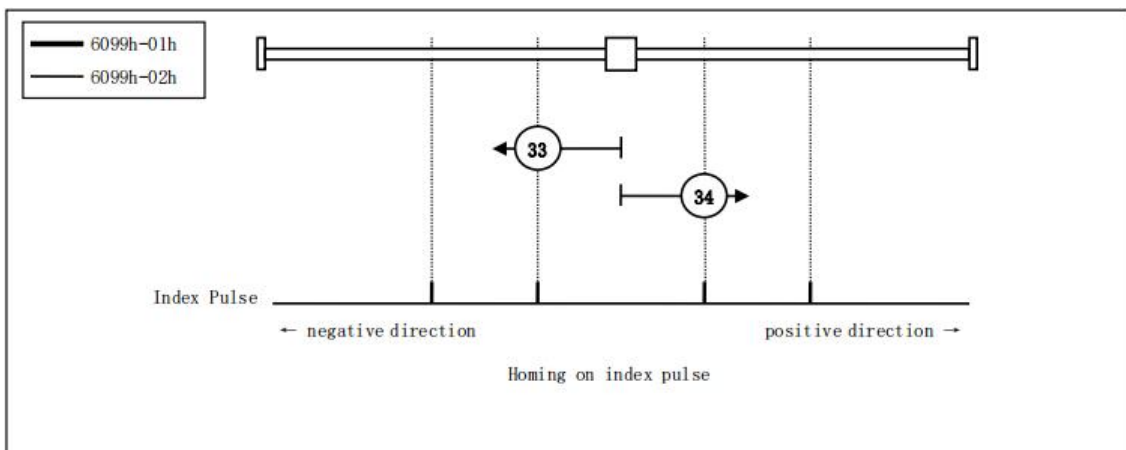 6099h-01h
6099h-02h
33
34
Index Pulse
← negative direction
positive direction →
Homing on index pulse